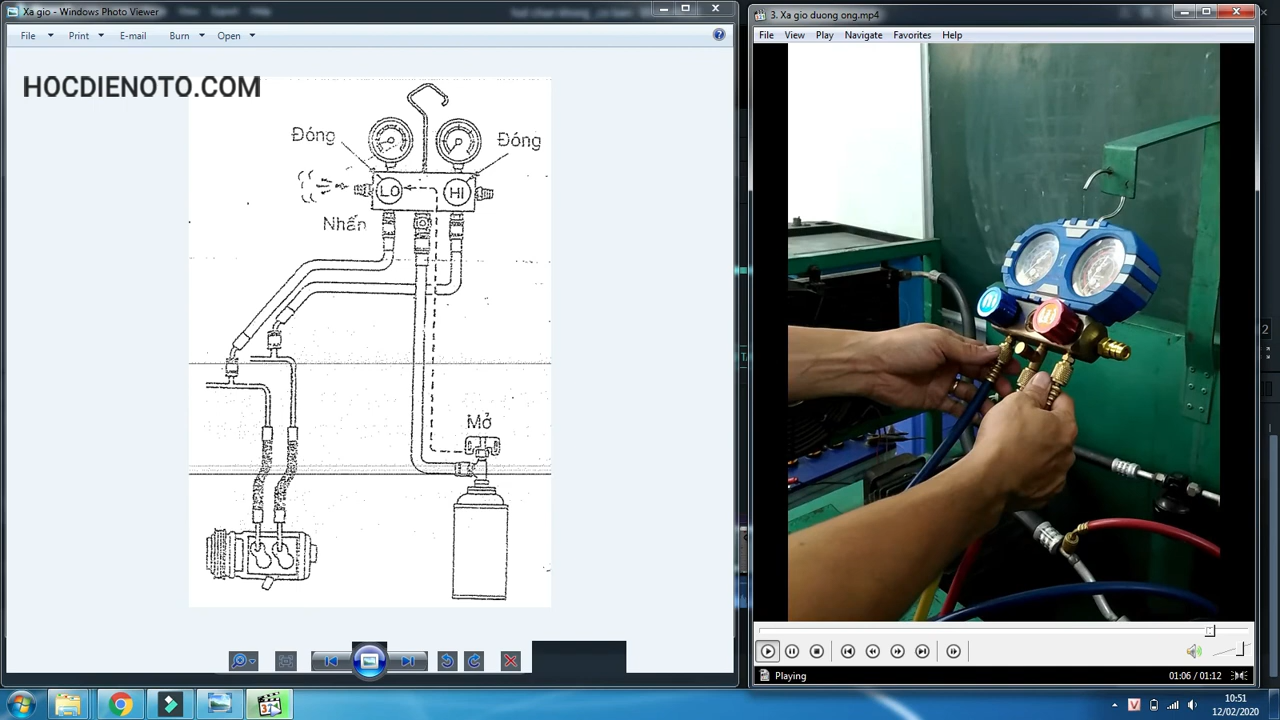 Xa gio - Windows Photo Viewer
File Print E-mail Burn Open
HOCDIENOTO.COM
Đóng
Đóng
LO
HI
Nhấn
Mở
3. Xa gio duong ong.mp4
File View Play Navigate Favorites Help
Playing
01:06 / 01:12
V
10:51
12/02/2020